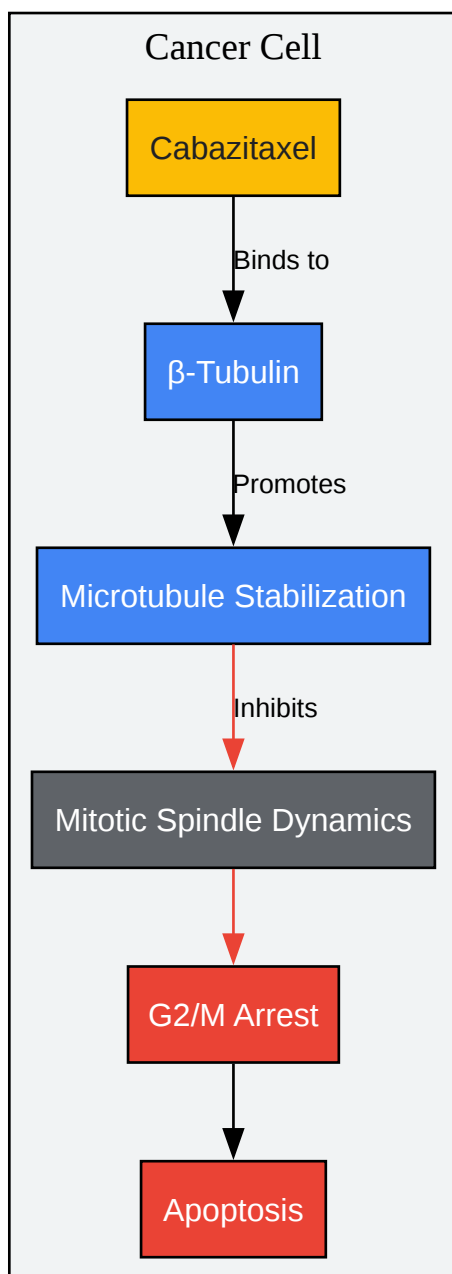 Cancer Cell
Cabazitaxel
Binds to
β-Tubulin
Promotes
Microtubule Stabilization
Inhibits
Mitotic Spindle Dynamics
G2/M Arrest
Apoptosis